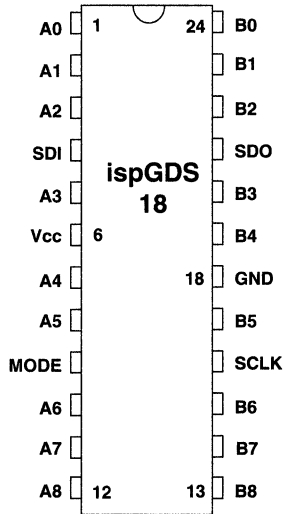 A0 1 24 B0
A1 B1
A2 B2
SDI SDO
ispGDS
18
A3 B3
Vcc 6 B4
A4 18 GND
A5 B5
MODE SCLK
A6 B6
A7 B7
A8 12 13 B8